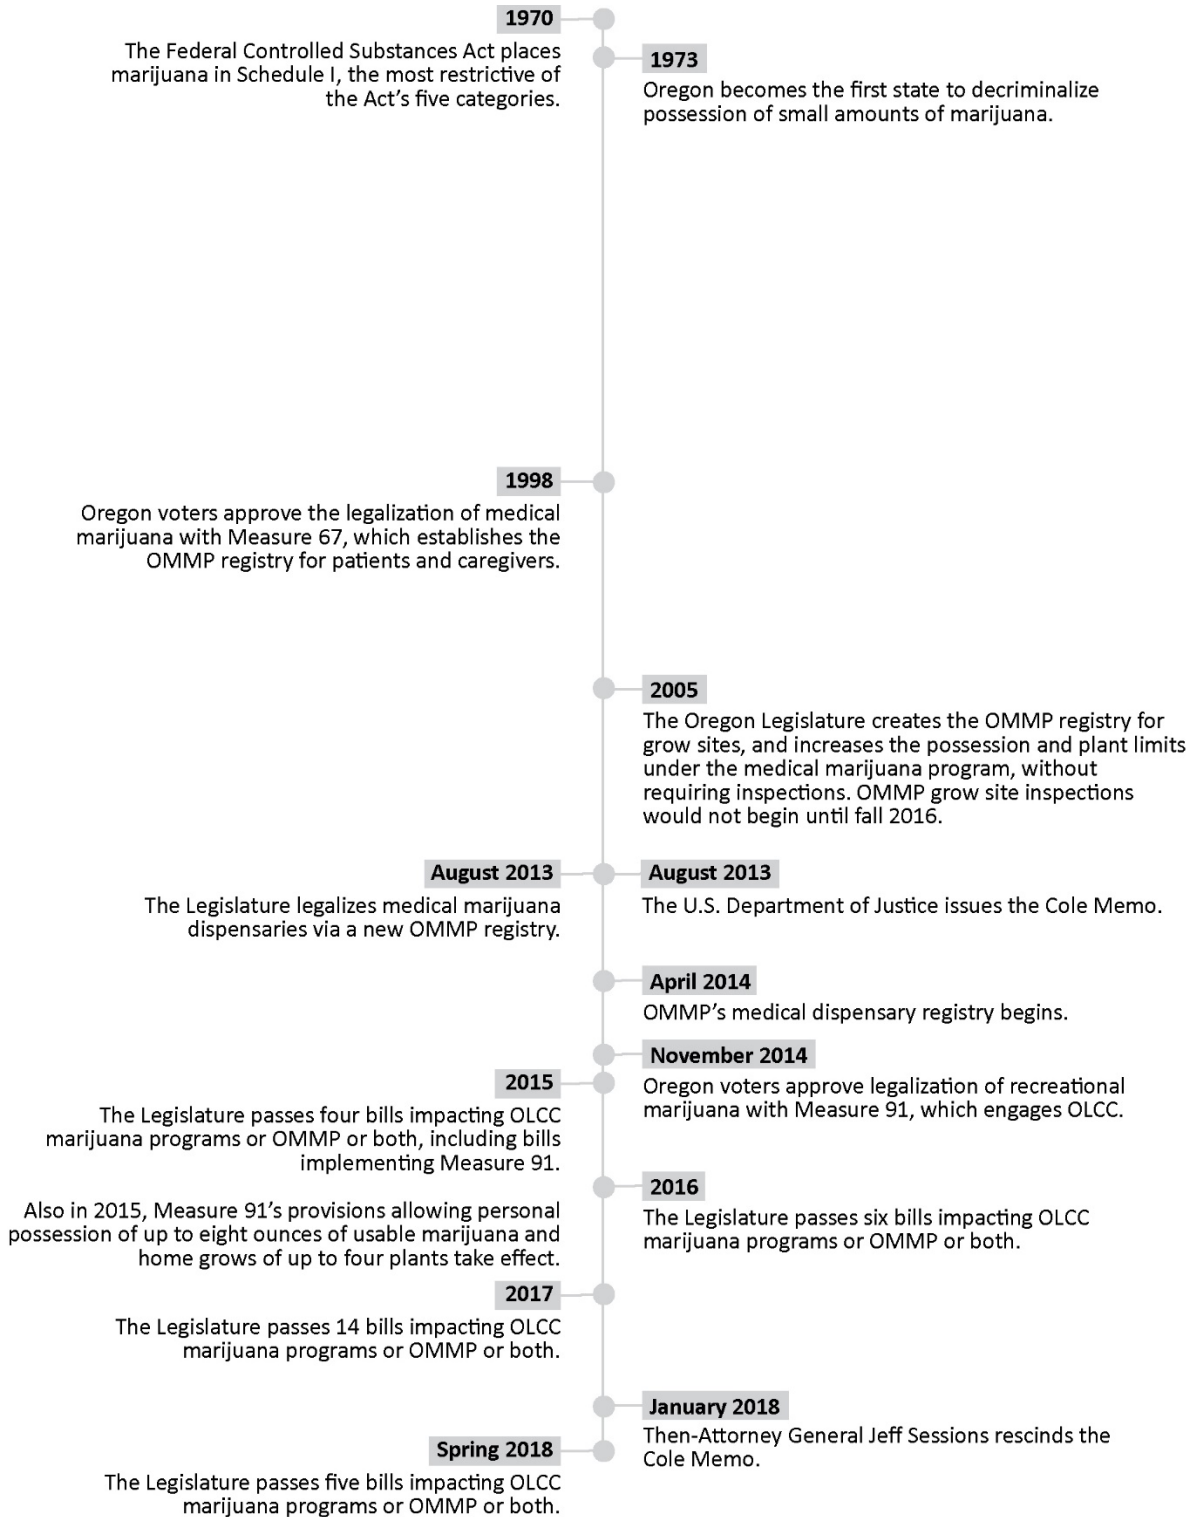 1970
The Federal Controlled Substances Act places
marijuana in Schedule I, the most restrictive of
the Act’s five categories.
1973
Oregon becomes the first state to decriminalize
possession of small amounts of marijuana.
1998
Oregon voters approve the legalization of medical
marijuana with Measure 67, which establishes the
OMMP registry for patients and caregivers.
2005
The Oregon Legislature creates the OMMP registry for
grow sites, and increases the possession and plant limits
under the medical marijuana program, without
requiring inspections. OMMP grow site inspections
would not begin until fall 2016.
August 2013
The Legislature legalizes medical marijuana
dispensaries via a new OMMP registry.
August 2013
The U.S. Department of Justice issues the Cole Memo.
April 2014
OMMP’s medical dispensary registry begins.
November 2014
Oregon voters approve legalization of recreational
marijuana with Measure 91, which engages OLCC.
2015
The Legislature passes four bills impacting OLCC
marijuana programs or OMMP or both, including bills
implementing Measure 91.
Also in 2015, Measure 91’s provisions allowing personal
possession of up to eight ounces of usable marijuana and
home grows of up to four plants take effect.
2016
The Legislature passes six bills impacting OLCC
marijuana programs or OMMP or both.
2017
The Legislature passes 14 bills impacting OLCC
marijuana programs or OMMP or both.
January 2018
Then-Attorney General Jeff Sessions rescinds the
Cole Memo.
Spring 2018
The Legislature passes five bills impacting OLCC
marijuana programs or OMMP or both.